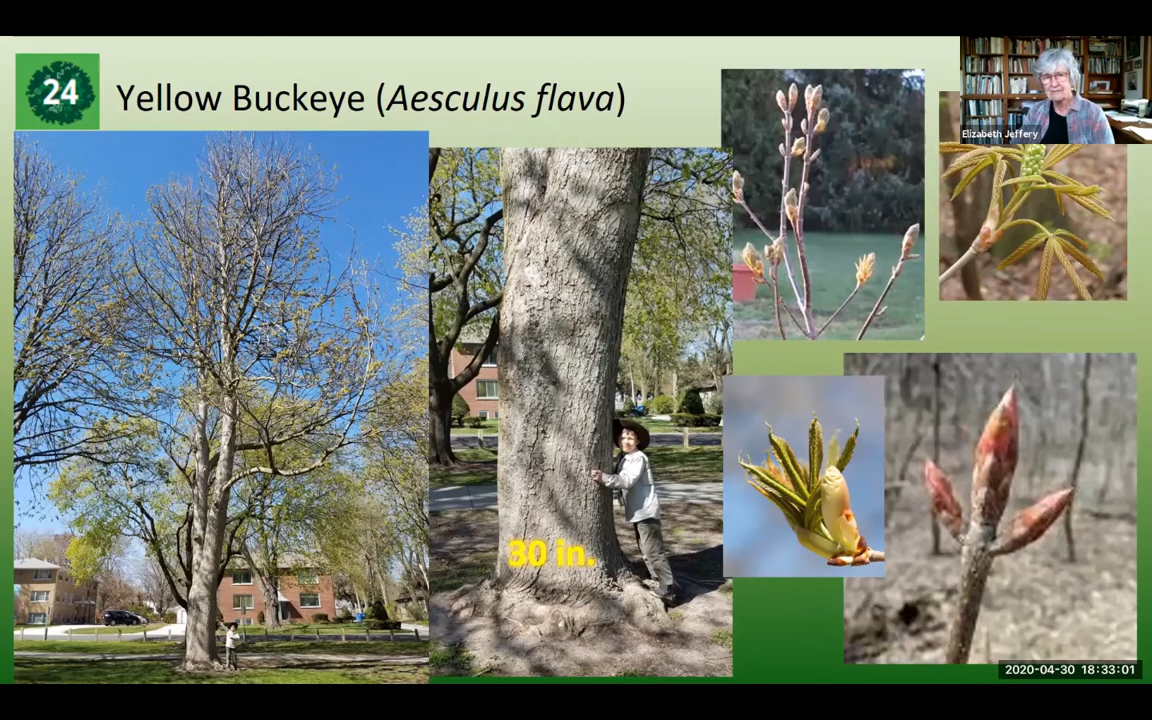 24
Yellow Buckeye (Aesculus flava)
Elizabeth Jeffery
30 in.
2020-04-30 18:33:01